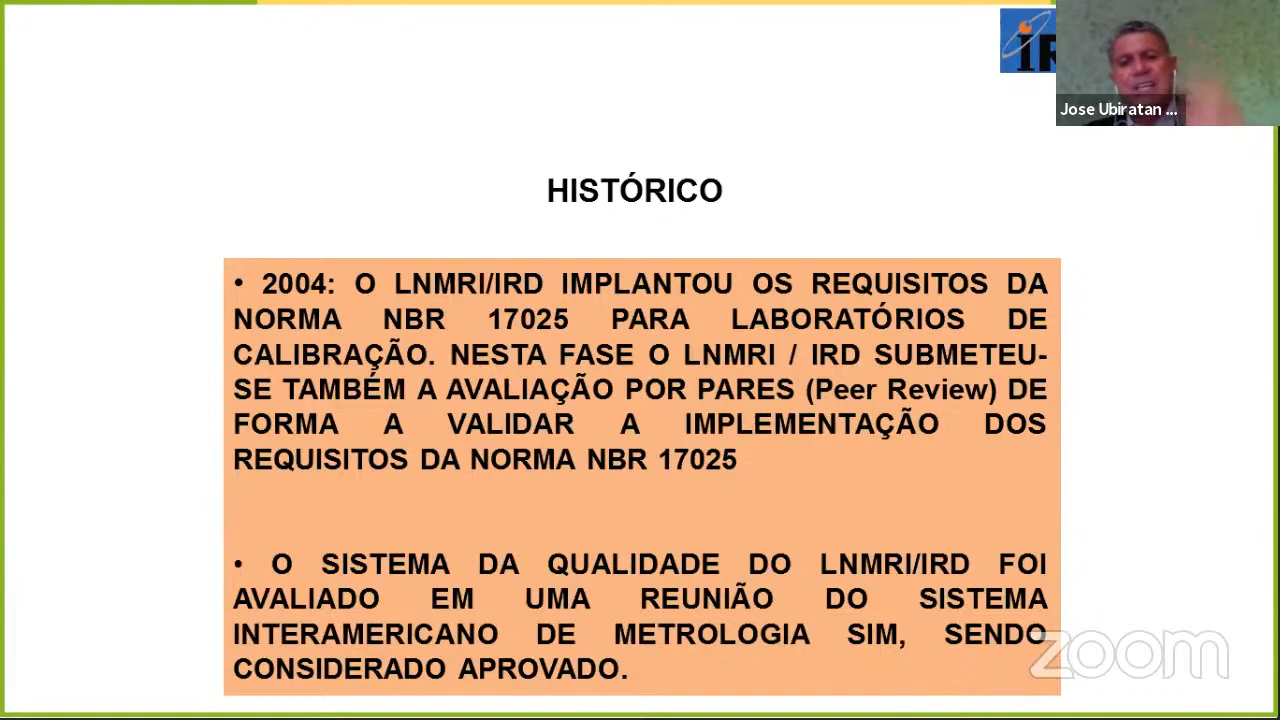 IR
Jose Ubiratan ...
HISTÓRICO
• 2004: O LNMRI/IRD IMPLANTOU OS REQUISITOS DA
NORMA NBR 17025 PARA LABORATÓRIOS DE
CALIBRAÇÃO. NESTA FASE O LNMRI / IRD SUBMETEU-
SE TAMBÉM A AVALIAÇÃO POR PARES (Peer Review) DE
FORMA A VALIDAR A IMPLEMENTAÇÃO DOS
REQUISITOS DA NORMA NBR 17025
• O SISTEMA DA QUALIDADE DO LNMRI/IRD FOI
AVALIADO EM UMA REUNIÃO DO SISTEMA
INTERAMERICANO DE METROLOGIA SIM, SENDO
CONSIDERADO APROVADO.
zoom